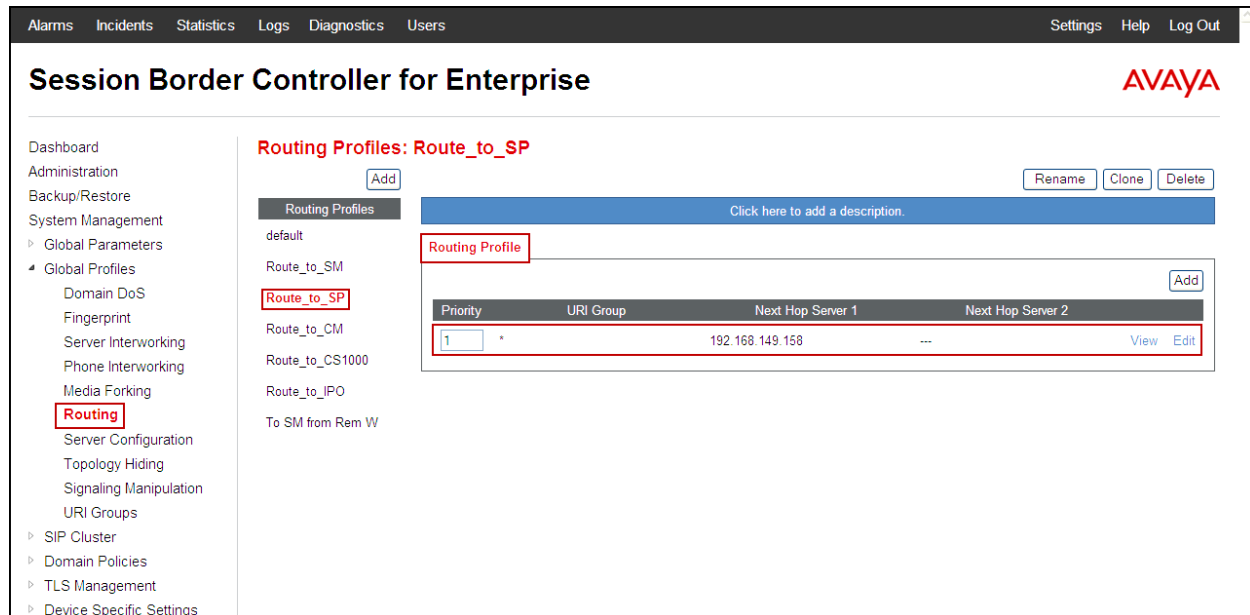 Alarms Incidents Statistics Logs Diagnostics Users Settings Help Log Out
Session Border Controller for Enterprise
AVAYA
Dashboard
Administration
Backup/Restore
System Management
Global Parameters
Global Profiles
Domain DoS
Fingerprint
Server Interworking
Phone Interworking
Media Forking
Routing
Server Configuration
Topology Hiding
Signaling Manipulation
URI Groups
SIP Cluster
Domain Policies
TLS Management
Device Specific Settings
Routing Profiles: Route_to_SP
Add
Rename Clone Delete
Routing Profiles
default
Route_to_SM
Route_to_SP
Route_to_CM
Route_to_CS1000
Route_to_IPO
To SM from Rem W
Click here to add a description.
Routing Profile
Add
Priority URI Group Next Hop Server 1 Next Hop Server 2
1 * 192.168.149.158 --- View Edit